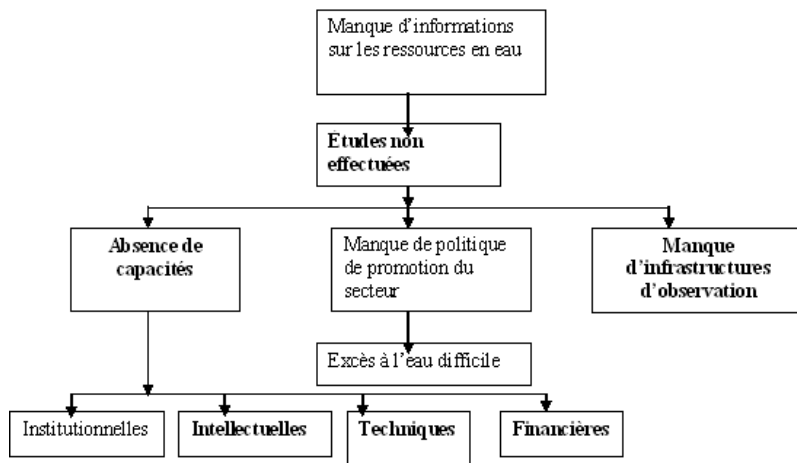 Manque d'informations
sur les ressources en eau
Études non
effectuées
Absence de
capacités
Manque de politique
de promotion du
secteur
Manque
d'infrastructures
d'observation
Excès à l'eau difficile
Institutionnelles
Intellectuelles
Techniques
Financières